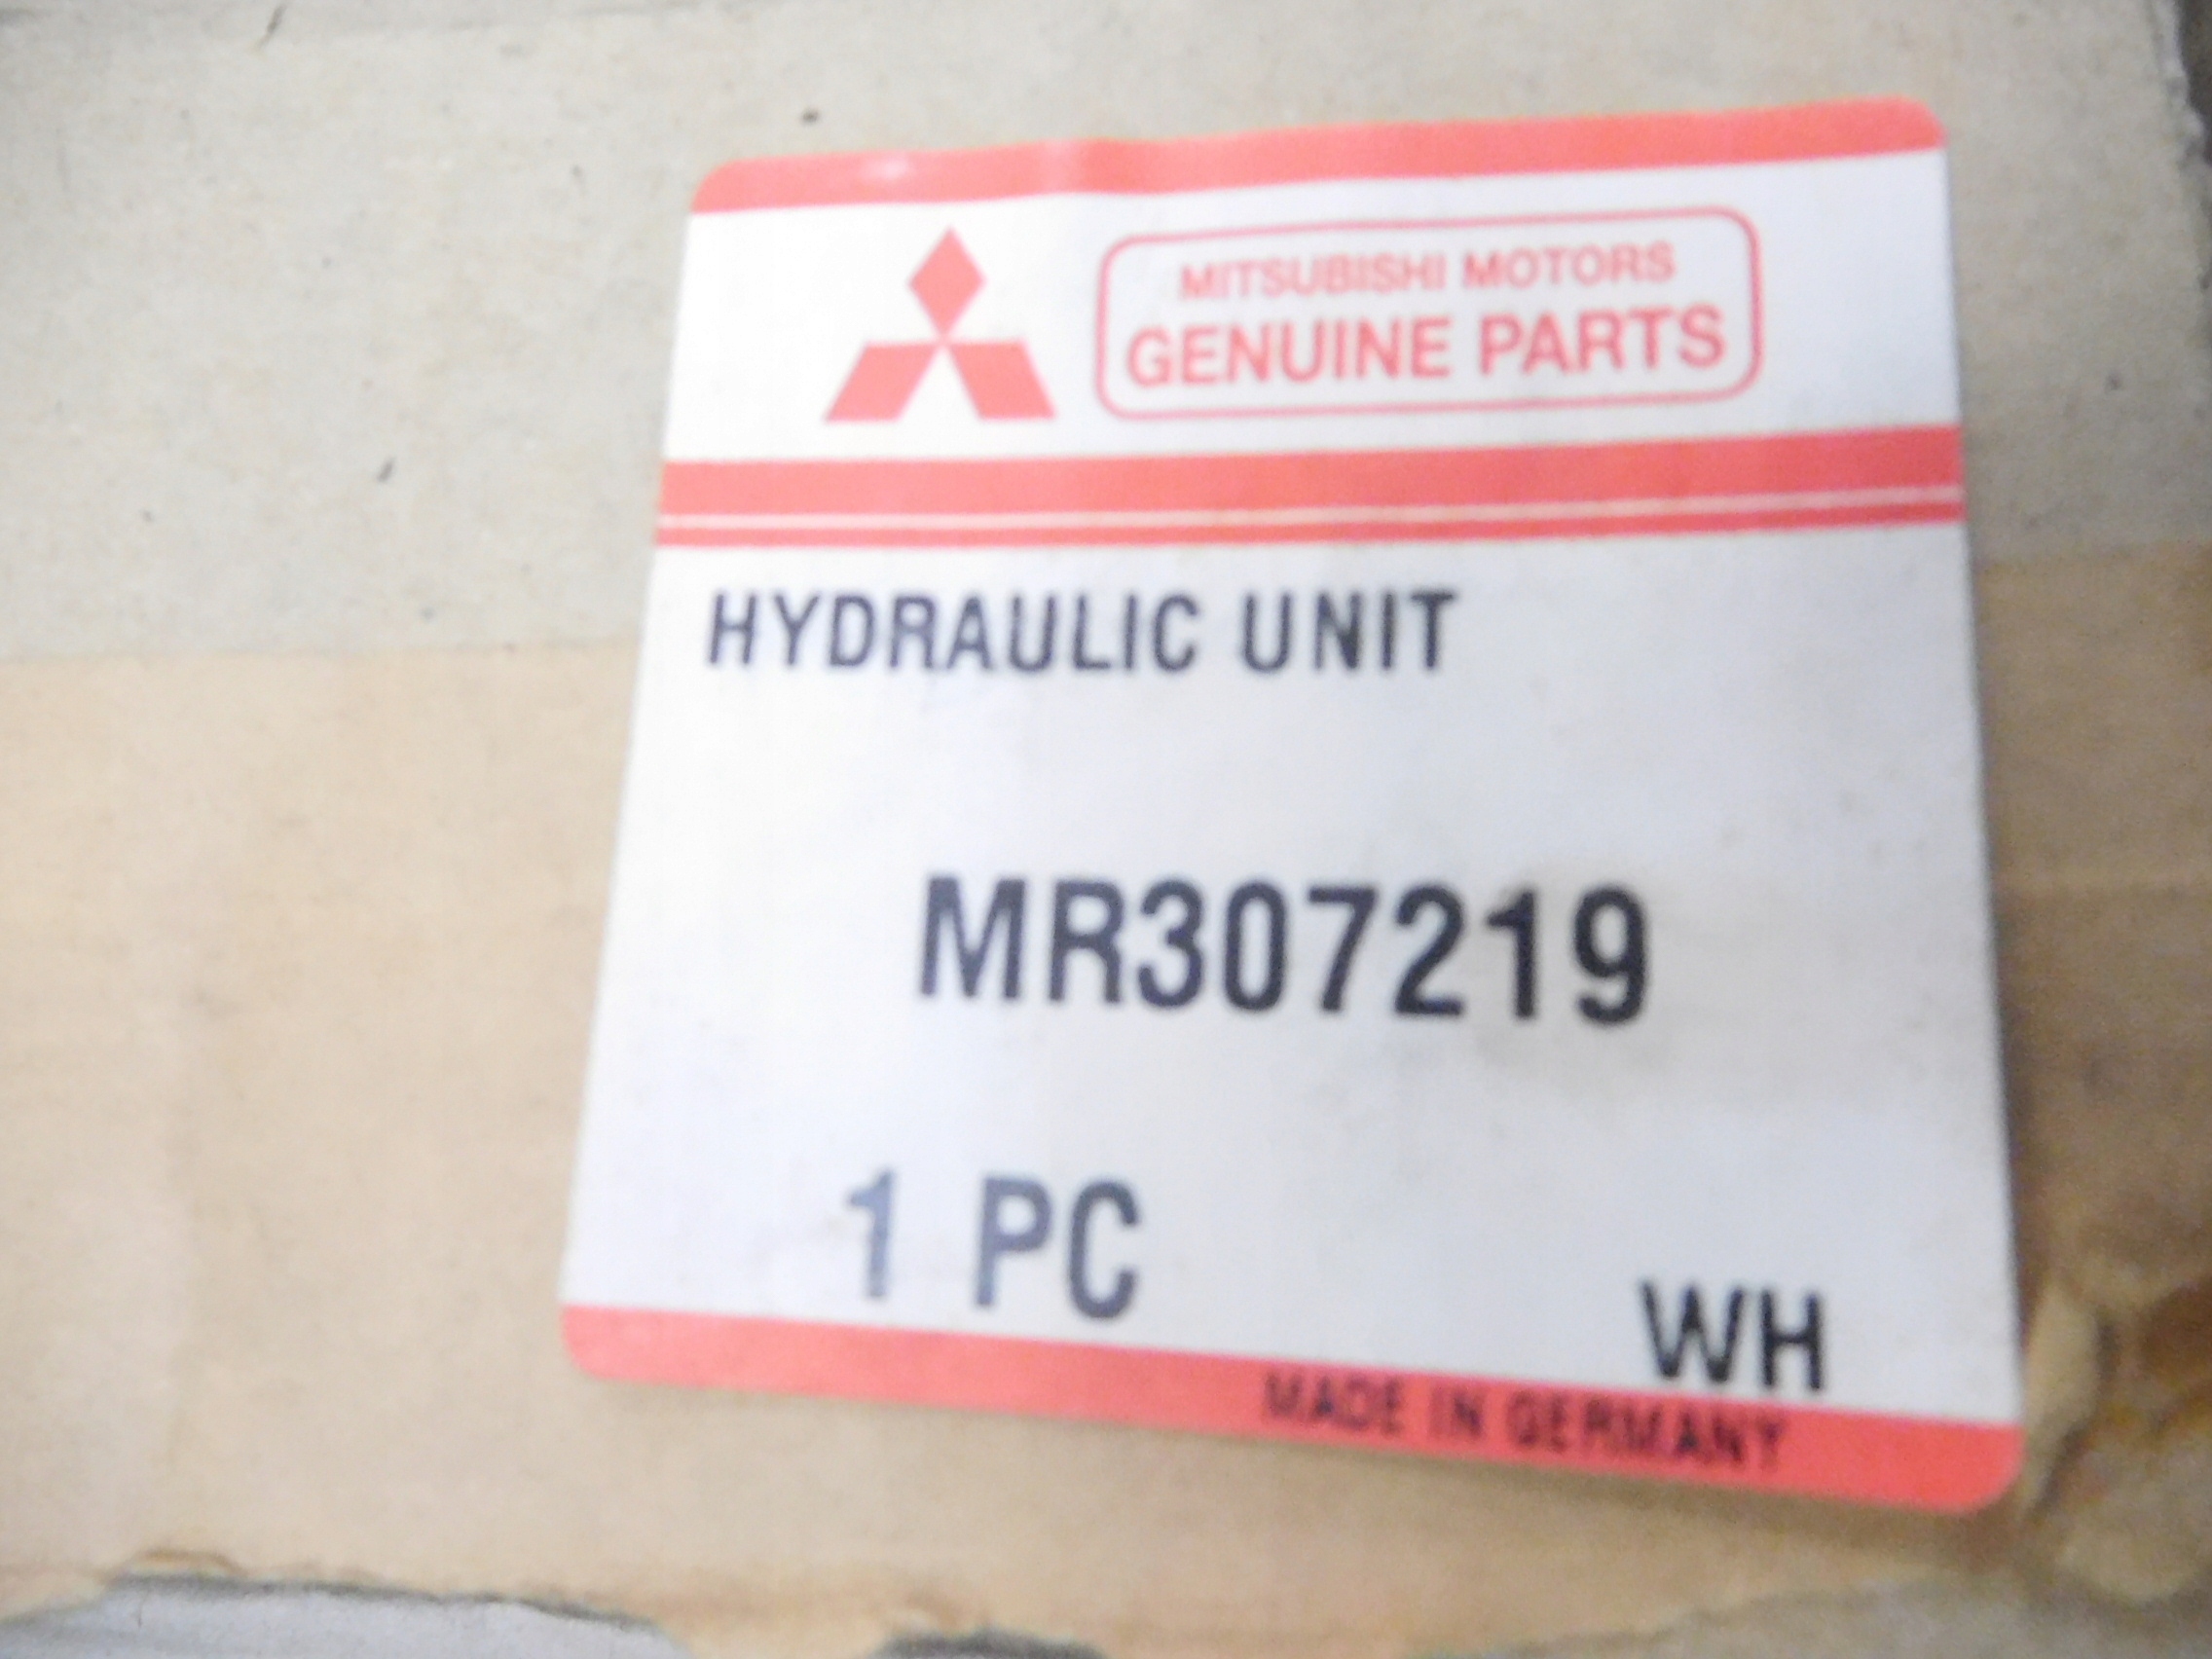 MITSUBISHI MOTORS
GENUINE PARTS
HYDRAULIC UNIT
MR307219
1 PC
WH
MADE IN GERMANY